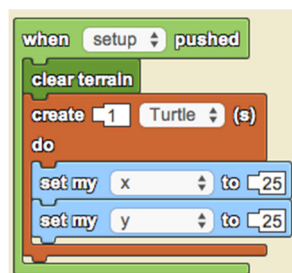 when setup pushed
clear terrain
create 1 Turtle (s)
do
set my x to 25
set my y to 25